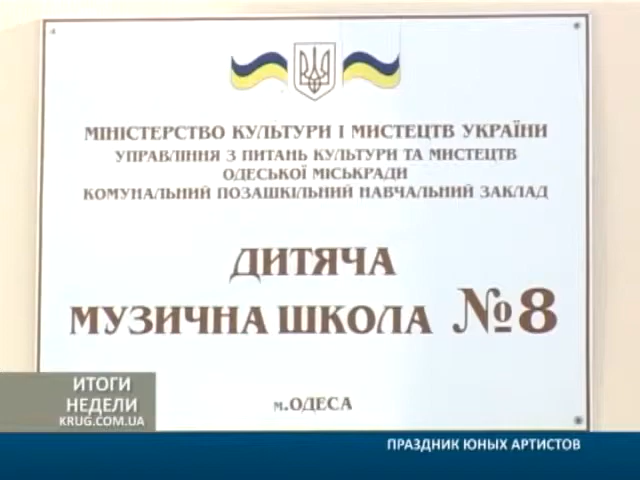 МІНІСТЕРСТВО КУЛЬТУРИ І МИСТЕЦТВ УКРАЇНИ
УПРАВЛІННЯ З ПИТАНЬ КУЛЬТУРИ ТА МИСТЕЦТВ
ОДЕСЬКОЇ МІСЬКРАДИ
КОМУНАЛЬНИЙ ПОЗАШКІЛЬНИЙ НАВЧАЛЬНИЙ ЗАКЛАД
ДИТЯЧА
МУЗИЧНА ШКОЛА №8
м.ОДЕСА
ИТОГИ
НЕДЕЛИ
KRUG.COM.UA
ПРАЗДНИК ЮНЫХ АРТИСТОВ